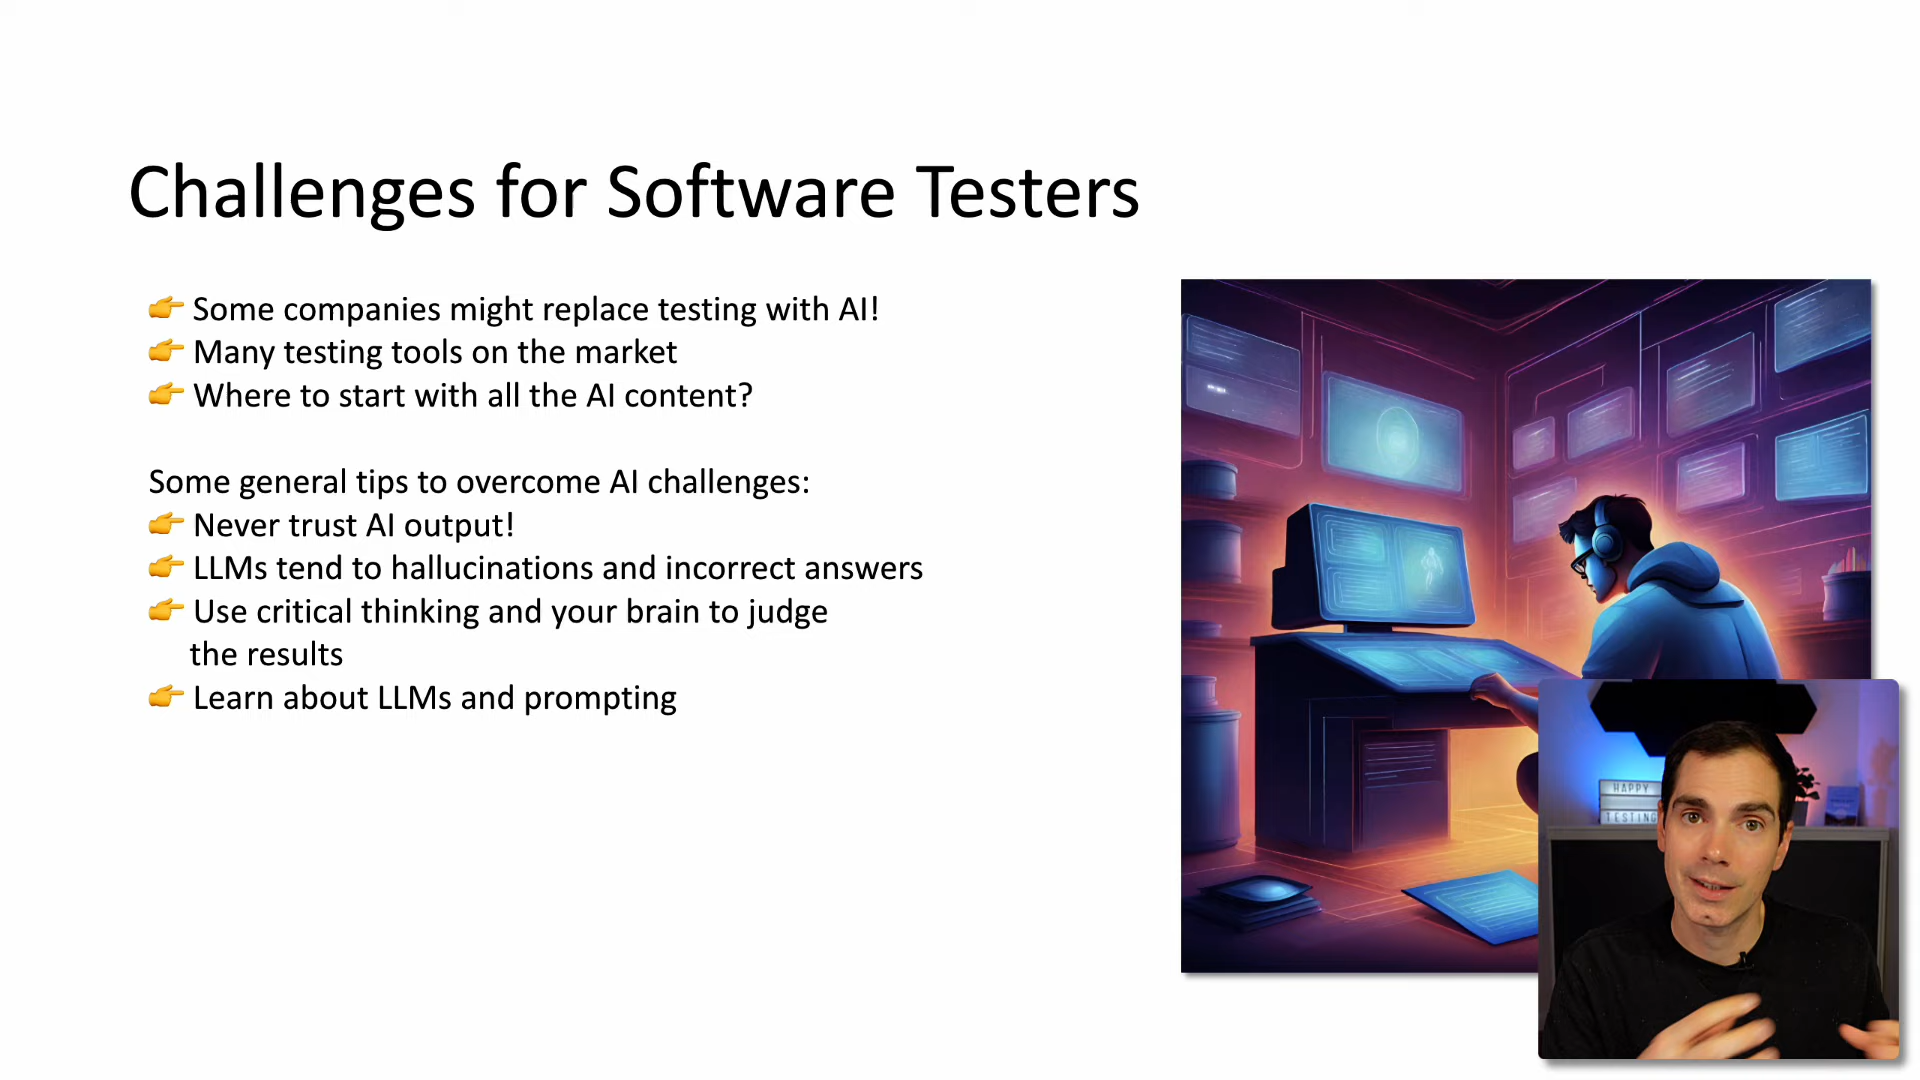 Challenges for Software Testers
👉 Some companies might replace testing with AI!
👉 Many testing tools on the market
👉 Where to start with all the AI content?
Some general tips to overcome AI challenges:
👉 Never trust AI output!
👉 LLMs tend to hallucinations and incorrect answers
👉 Use critical thinking and your brain to judge
the results
👉 Learn about LLMs and prompting
HAPPY
TESTING